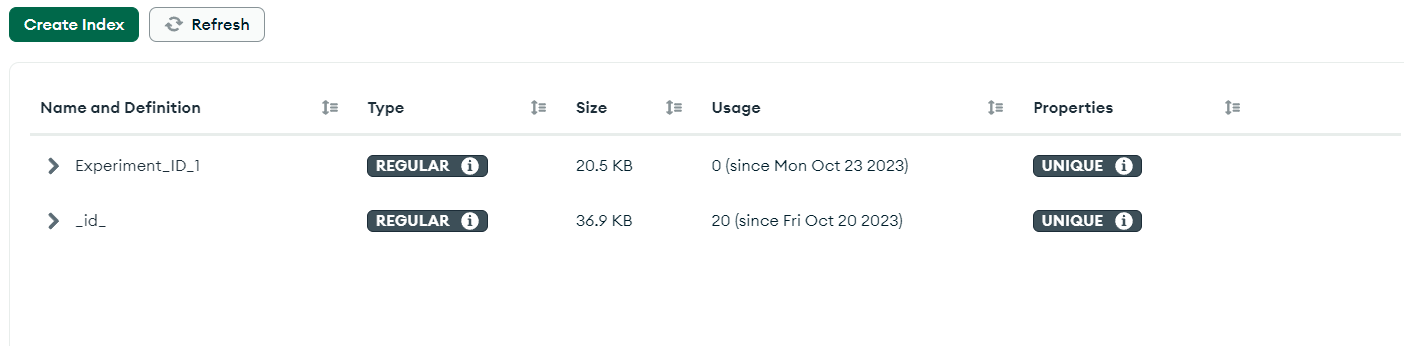 Create Index Refresh
Name and Definition Type Size Usage Properties
Experiment_ID_1 REGULAR 20.5 KB 0 (since Mon Oct 23 2023) UNIQUE
_id_ REGULAR 36.9 KB 20 (since Fri Oct 20 2023) UNIQUE